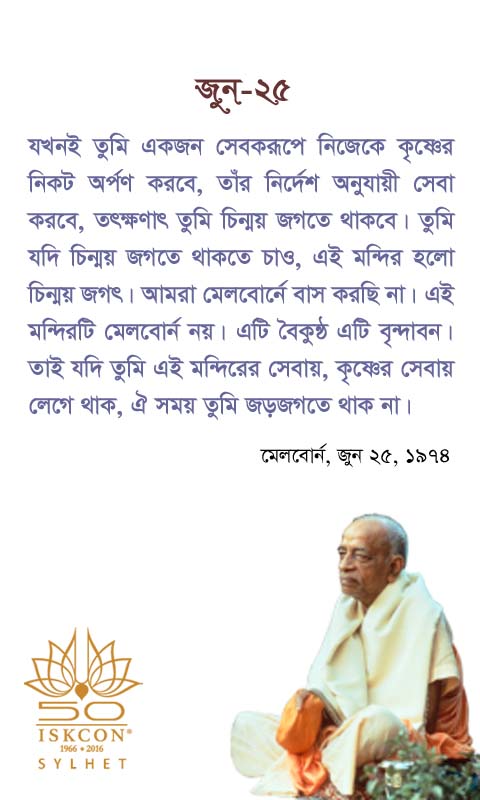 জুন-২৫
যখনই তুমি একজন সেবকরূপে নিজেকে কৃষ্ণের
নিকট অর্পণ করবে, তাঁর নির্দেশ অনুযায়ী সেবা
করবে, তৎক্ষণাৎ তুমি চিন্ময় জগতে থাকবে। তুমি
যদি চিন্ময় জগতে থাকতে চাও, এই মন্দির হলো
চিন্ময় জগৎ। আমরা মেলবোর্নে বাস করছি না। এই
মন্দিরটি মেলবোর্ন নয়। এটি বৈকুণ্ঠ এটি বৃন্দাবন।
তাই যদি তুমি এই মন্দিরের সেবায়, কৃষ্ণের সেবায়
লেগে থাক, ঐ সময় তুমি জড়জগতে থাক না।
মেলবোর্ন, জুন ২৫, ১৯৭৪
50
ISKCON®
1966 • 2016
SYLHET